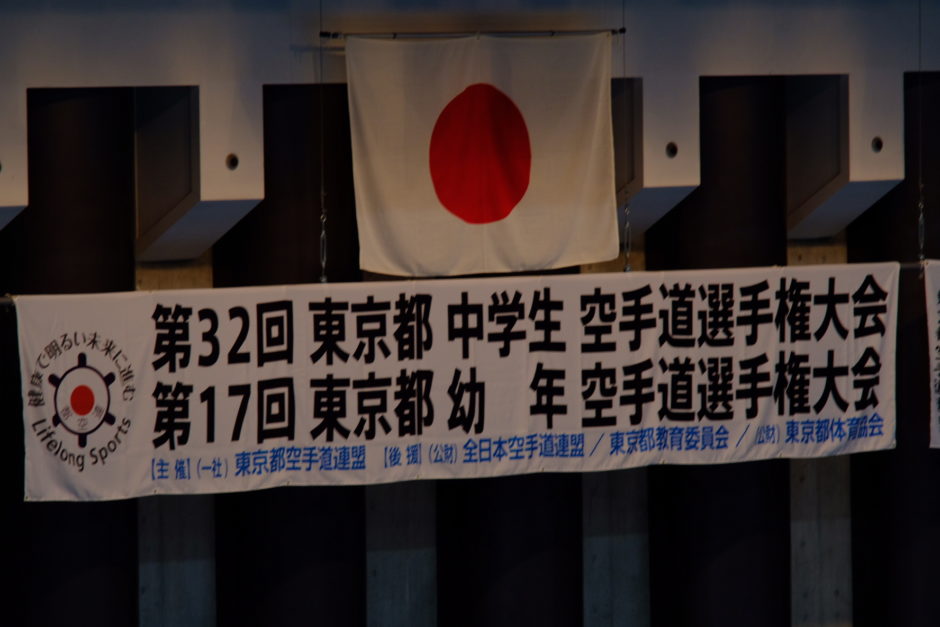 健康で明るい未来に進む
都空連
Lifelong Sports
第32回 東京都 中学生 空手道選手権大会
第17回 東京都 幼 年 空手道選手権大会
【主 催】(一社) 東京都空手道連盟 【後 援】(公財) 全日本空手道連盟 / 東京都教育委員会 / (公財) 東京都体育協会